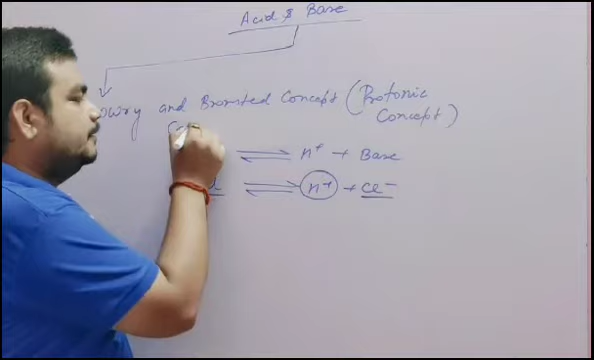 Acid & Base
owry and Bronsted Concept (Protonic
Concept)
⇌ H⁺ + Base
⇌ H⁺ + Cl⁻